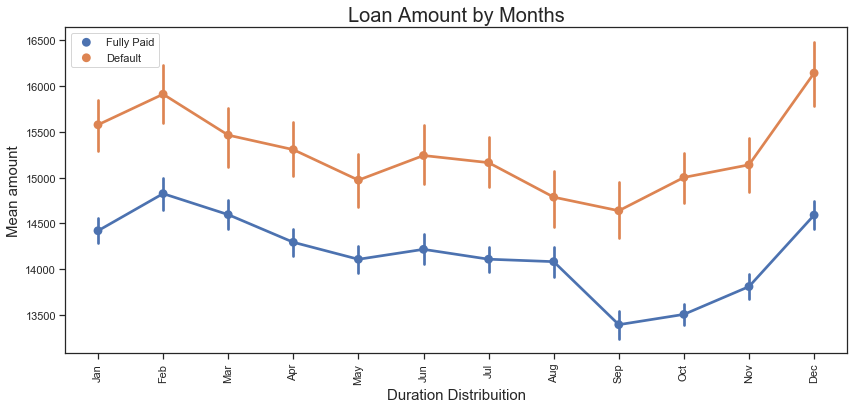 Loan Amount by Months
Fully Paid
Default
Mean amount
16500
16000
15500
15000
14500
14000
13500
Jan
Feb
Mar
Apr
May
Jun
Jul
Aug
Sep
Oct
Nov
Dec
Duration Distribuition